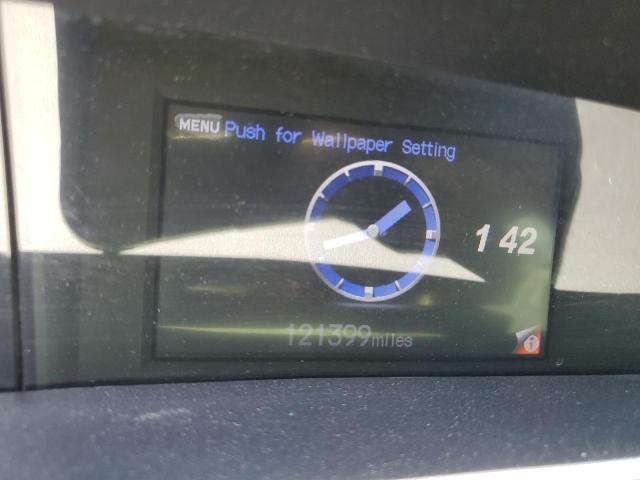 MENU Push for Wallpaper Setting
1 42
121399 miles
i